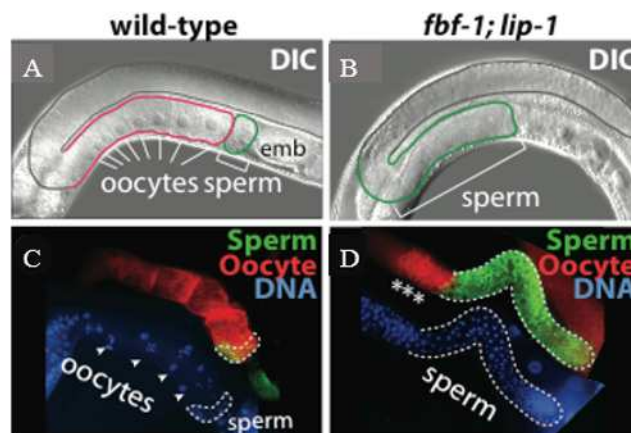 wild-type
fbf-1; lip-1
A
DIC
oocytes sperm
emb
B
DIC
sperm
C
Sperm
Oocyte
DNA
oocytes
sperm
D
Sperm
Oocyte
DNA
***
sperm